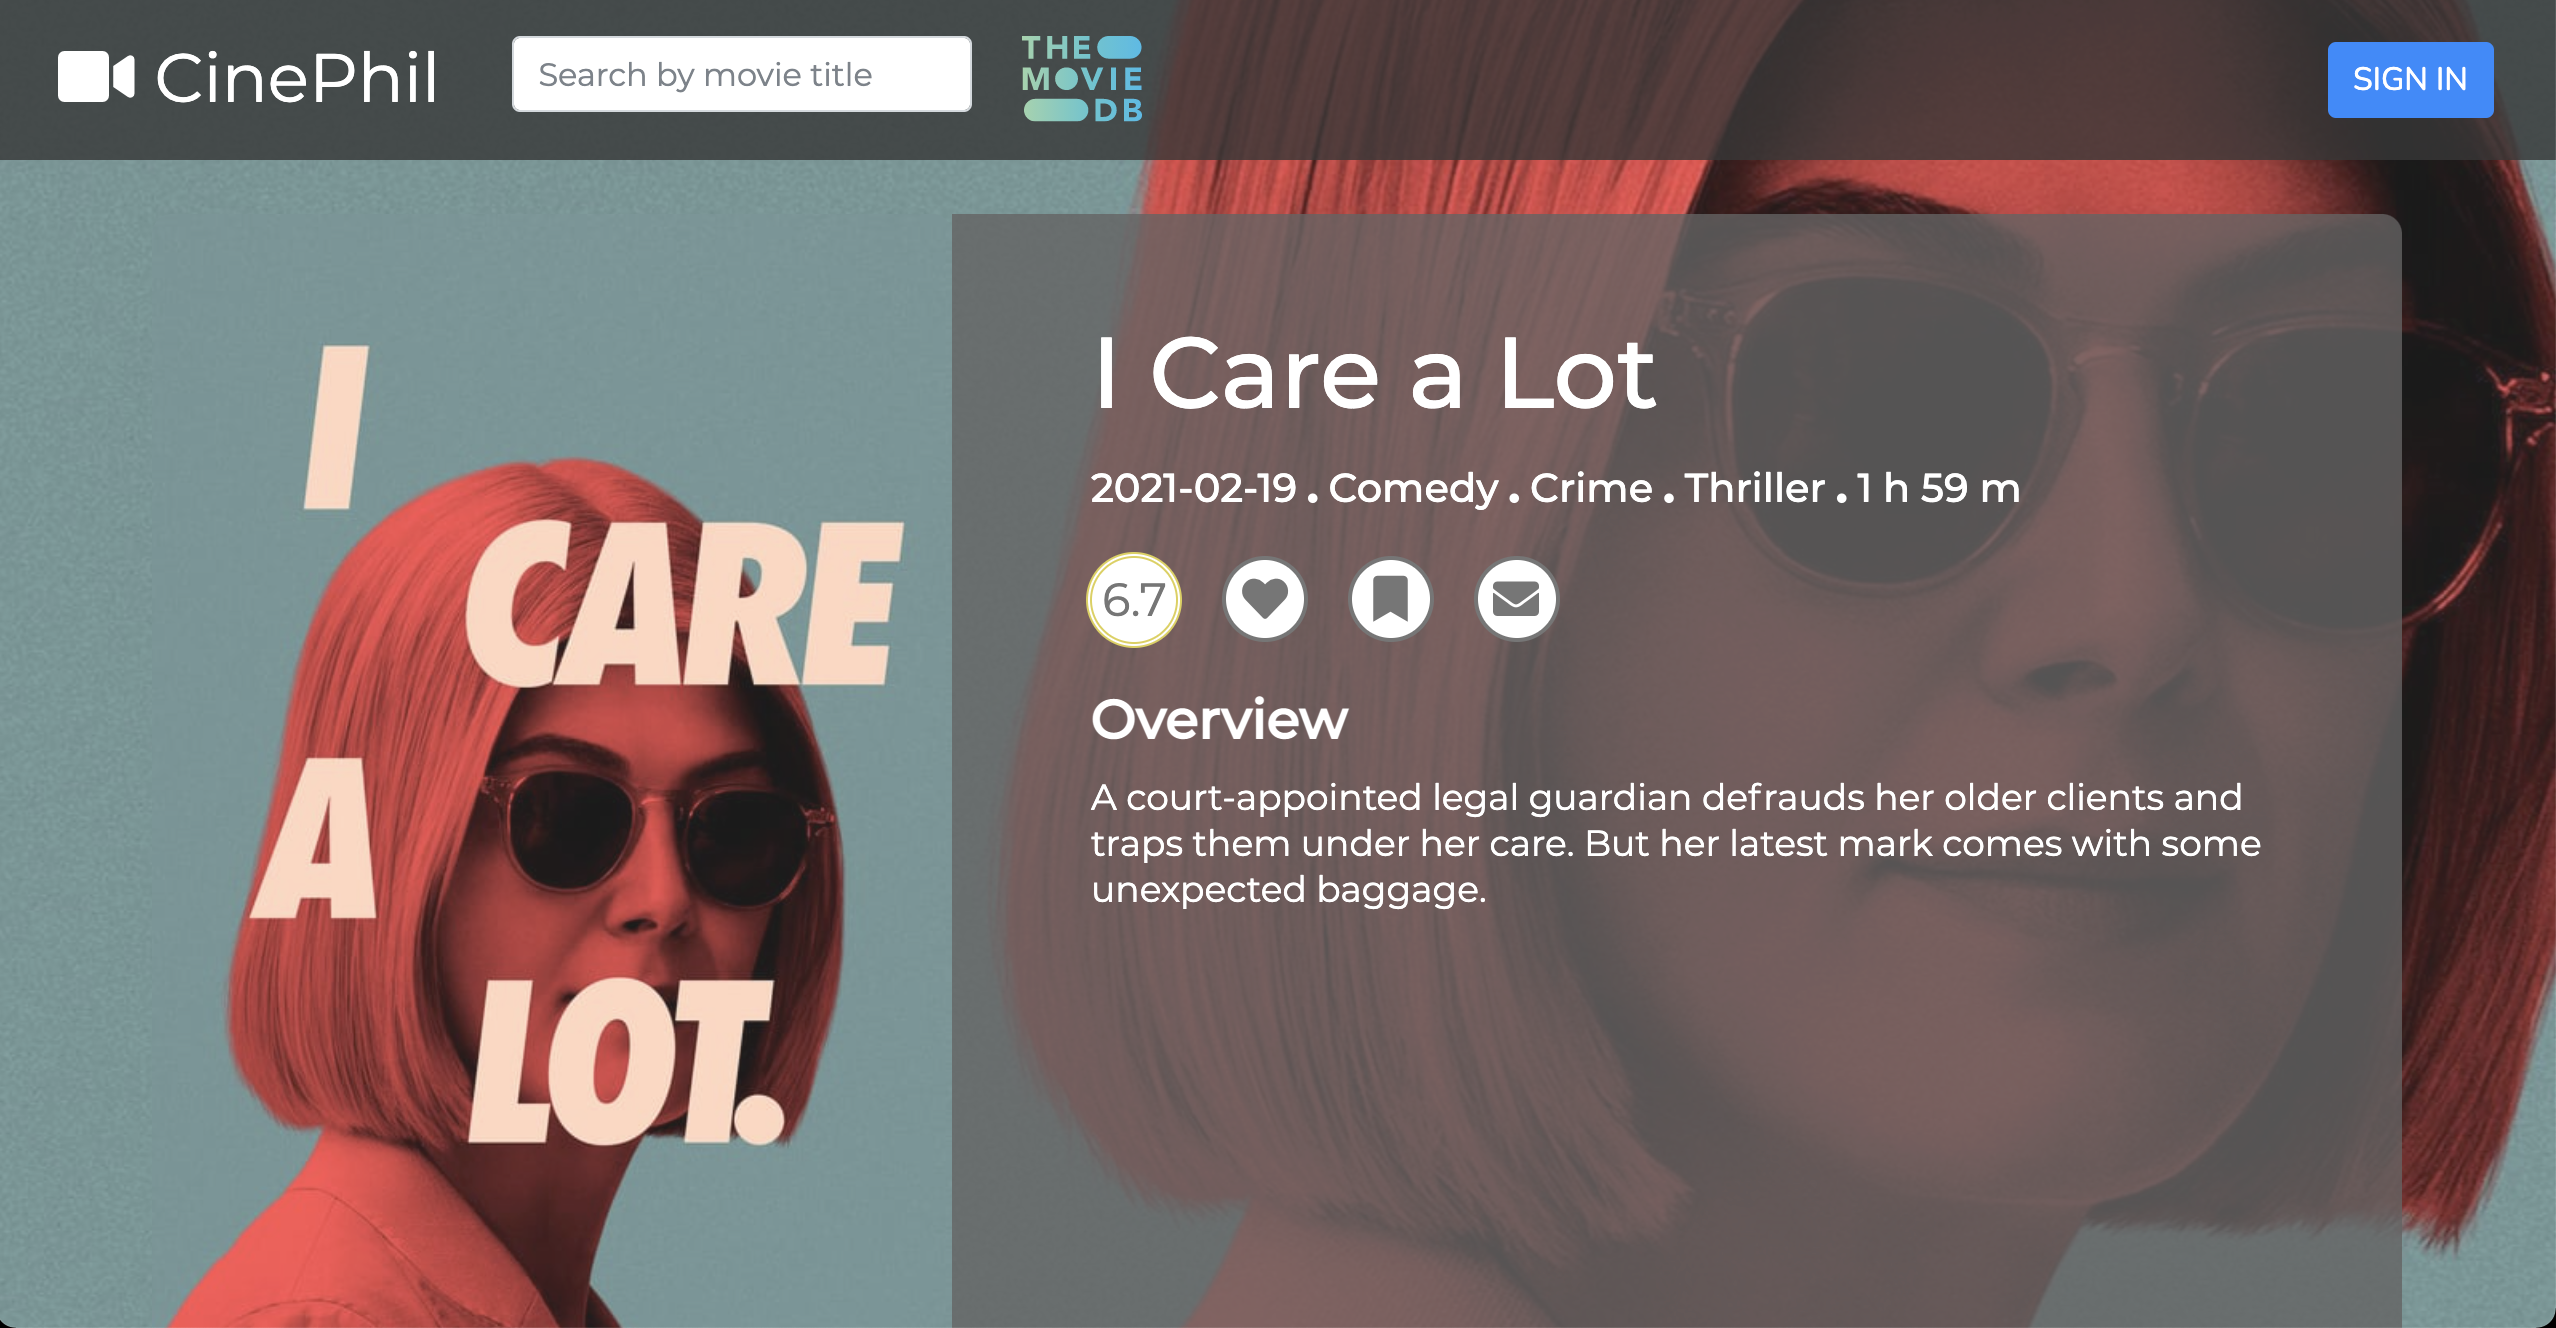 CinePhil
Search by movie title
THE
MOVIE
DB
SIGN IN
I
CARE
A
LOT.
I Care a Lot
2021-02-19 . Comedy . Crime . Thriller . 1 h 59 m
6.7
Overview
A court-appointed legal guardian defrauds her older clients and
traps them under her care. But her latest mark comes with some
unexpected baggage.